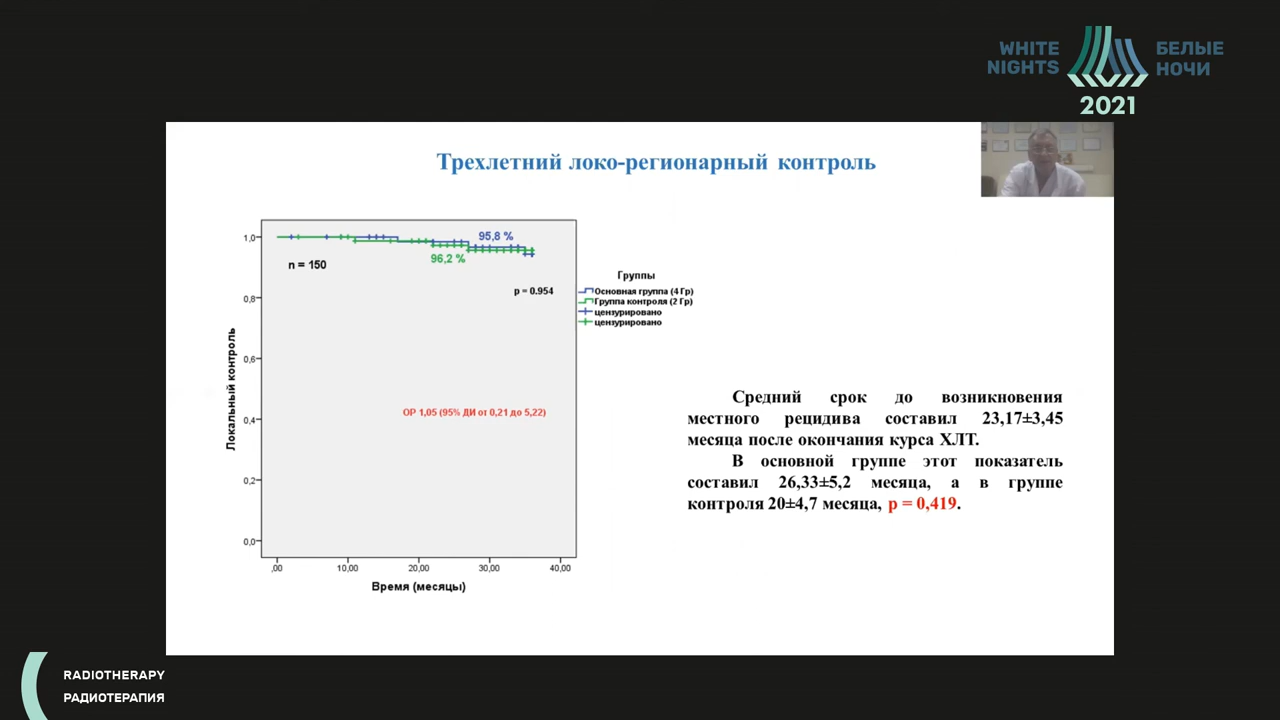 WHITE
NIGHTS
БЕЛЫЕ
НОЧИ
2021
Трехлетний локо-регионарный контроль
1,0
0,8
0,6
0,4
0,2
0,0
Локальный контроль
95,8 %
96,2 %
n = 150
p = 0.954
ОР 1,05 (95% ДИ от 0,21 до 5,22)
,00
10,00
20,00
30,00
40,00
Время (месяцы)
Группы
Основная группа (4 Гр)
Группа контроля (2 Гр)
цензурировано
цензурировано
Средний срок до возникновения
местного рецидива составил 23,17±3,45
месяца после окончания курса ХЛТ.
В основной группе этот показатель
составил 26,33±5,2 месяца, а в группе
контроля 20±4,7 месяца, p = 0,419.
RADIOTHERAPY
РАДИОТЕРАПИЯ